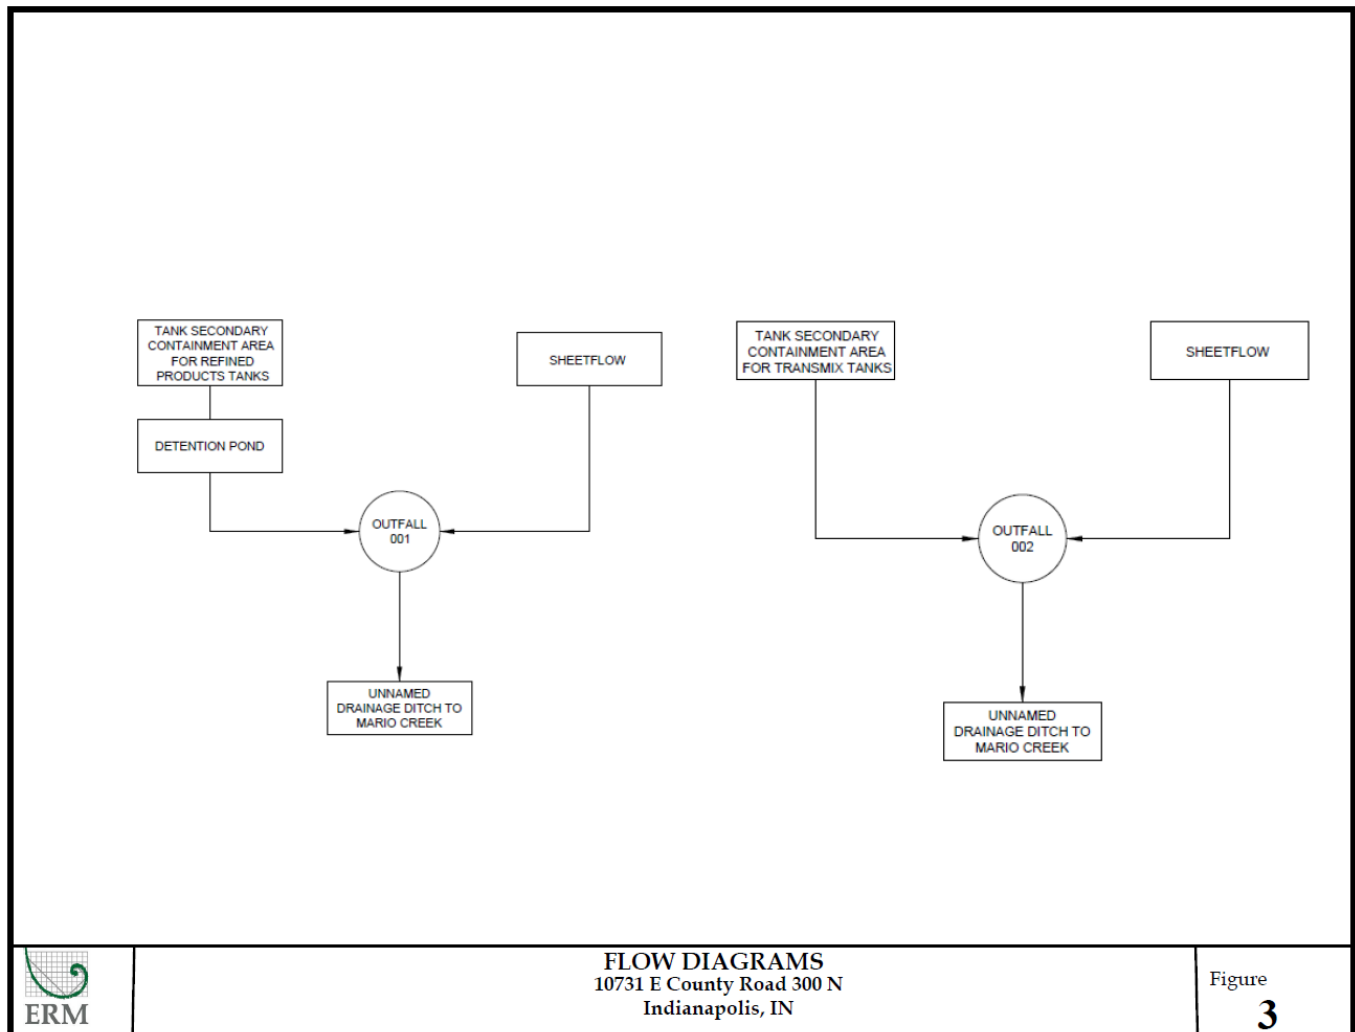 TANK SECONDARY
CONTAINMENT AREA
FOR REFINED
PRODUCTS TANKS
SHEETFLOW
DETENTION POND
OUTFALL
001
UNNAMED
DRAINAGE DITCH TO
MARIO CREEK
TANK SECONDARY
CONTAINMENT AREA
FOR TRANSMIX TANKS
SHEETFLOW
OUTFALL
002
UNNAMED
DRAINAGE DITCH TO
MARIO CREEK
ERM
FLOW DIAGRAMS
10731 E County Road 300 N
Indianapolis, IN
Figure
3